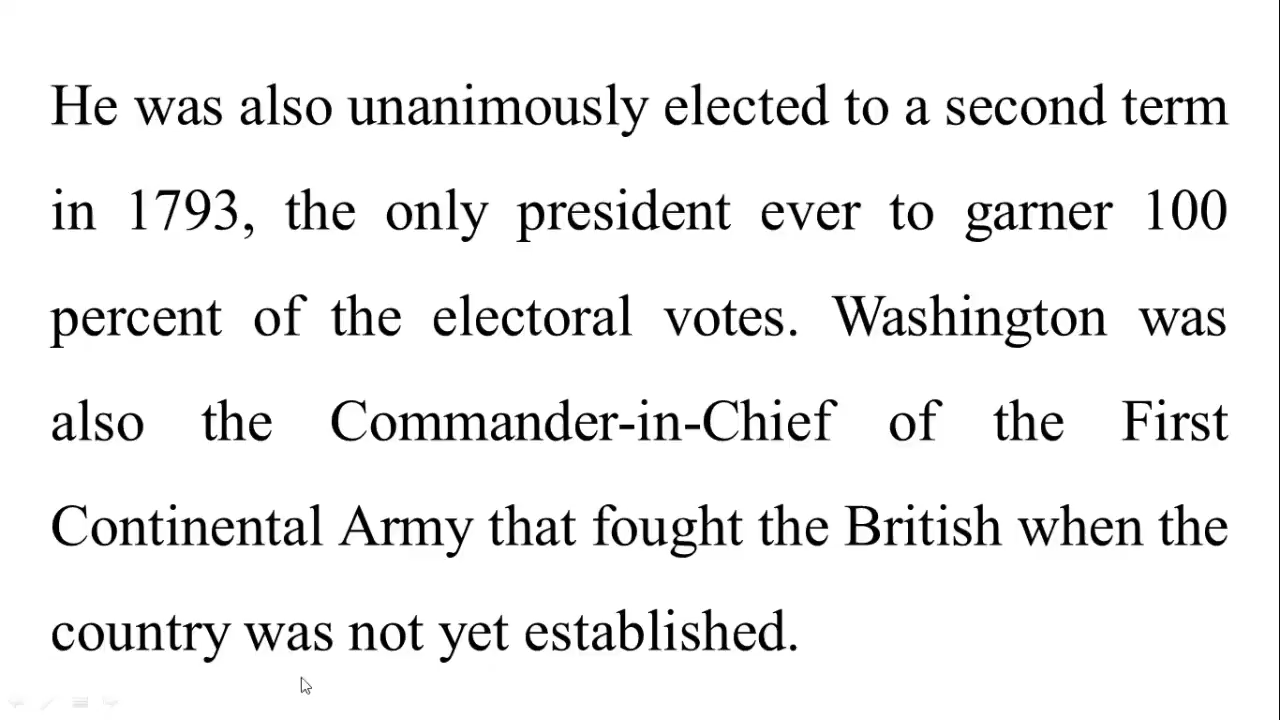 He was also unanimously elected to a second term
in 1793, the only president ever to garner 100
percent of the electoral votes. Washington was
also the Commander-in-Chief of the First
Continental Army that fought the British when the
country was not yet established.